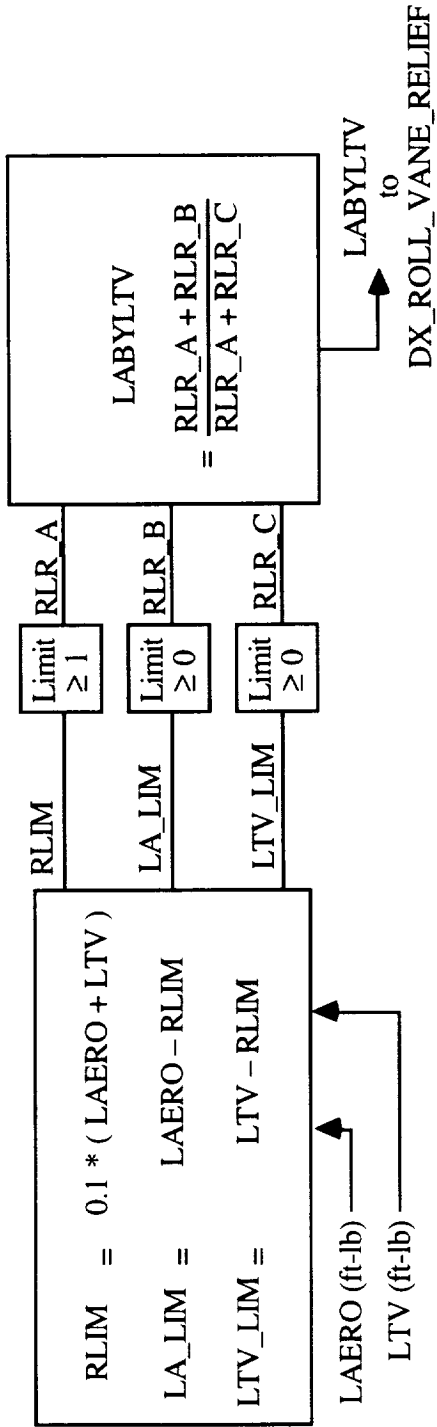 RLIM = 0.1 * ( LAERO + LTV )
LA_LIM = LAERO – RLIM
LTV_LIM = LTV – RLIM
LAERO (ft-lb)
LTV (ft-lb)
RLIM
LA_LIM
LTV_LIM
Limit
≥ 1
Limit
≥ 0
Limit
≥ 0
RLR_A
RLR_B
RLR_C
LABYLTV
= RLR_A + RLR_B
RLR_A + RLR_C
LABYLTV
to
DX_ROLL_VANE_RELIEF